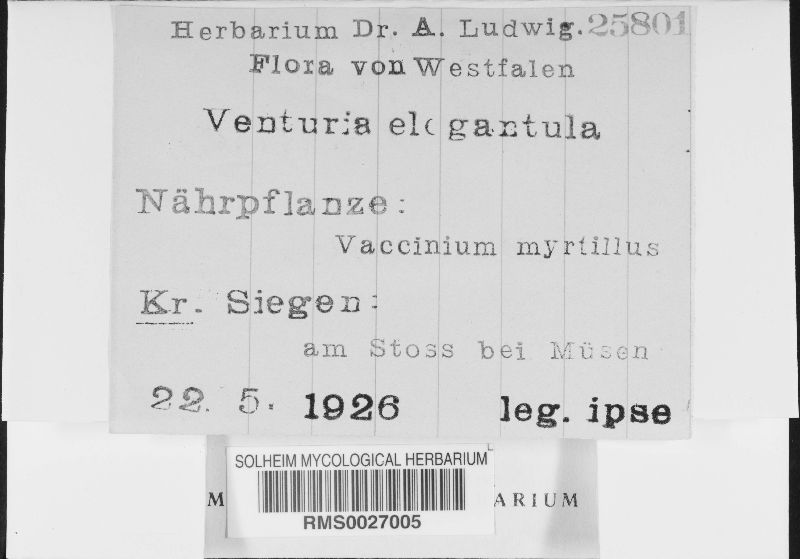 Herbarium Dr. A. Ludwig. 25801
Flora von Westfalen
Venturia elegantula
Nährpflanze:
Vaccinium myrtillus
Kr. Siegen:
am Stoss bei Müsen
22. 5. 1926 leg. ipse
SOLHEIM MYCOLOGICAL HERBARIUM
M ARIUM
RMS0027005